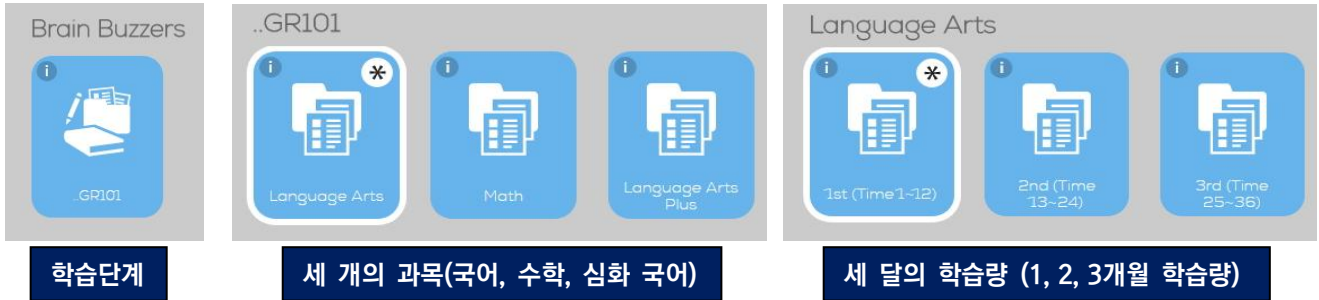 Brain Buzzers
..GR101
학습단계
..GR101
Language Arts
Math
Language Arts
Plus
세 개의 과목(국어, 수학, 심화 국어)
Language Arts
1st (Time 1~12)
2nd (Time
13~24)
3rd (Time
25~36)
세 달의 학습량 (1, 2, 3개월 학습량)